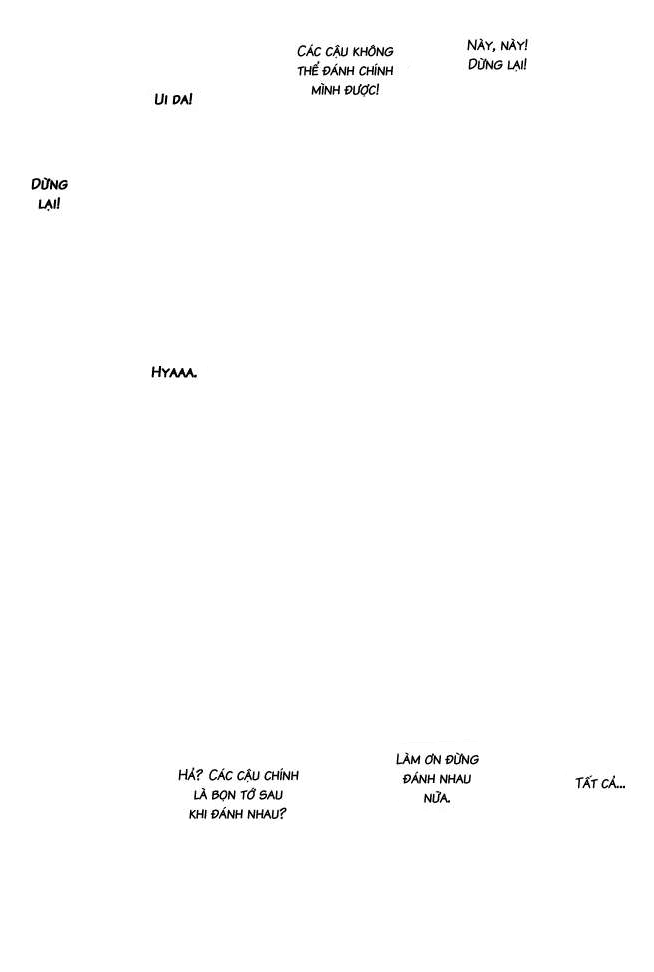 Này, này!
Dừng lại!
Các cậu không
thể đánh chính
mình được!
Ui da!
Dừng
lại!
Hyaaa.
Tất cả...
Làm ơn đừng
đánh nhau
nữa.
Hả? Các cậu chính
là bọn tớ sau
khi đánh nhau?